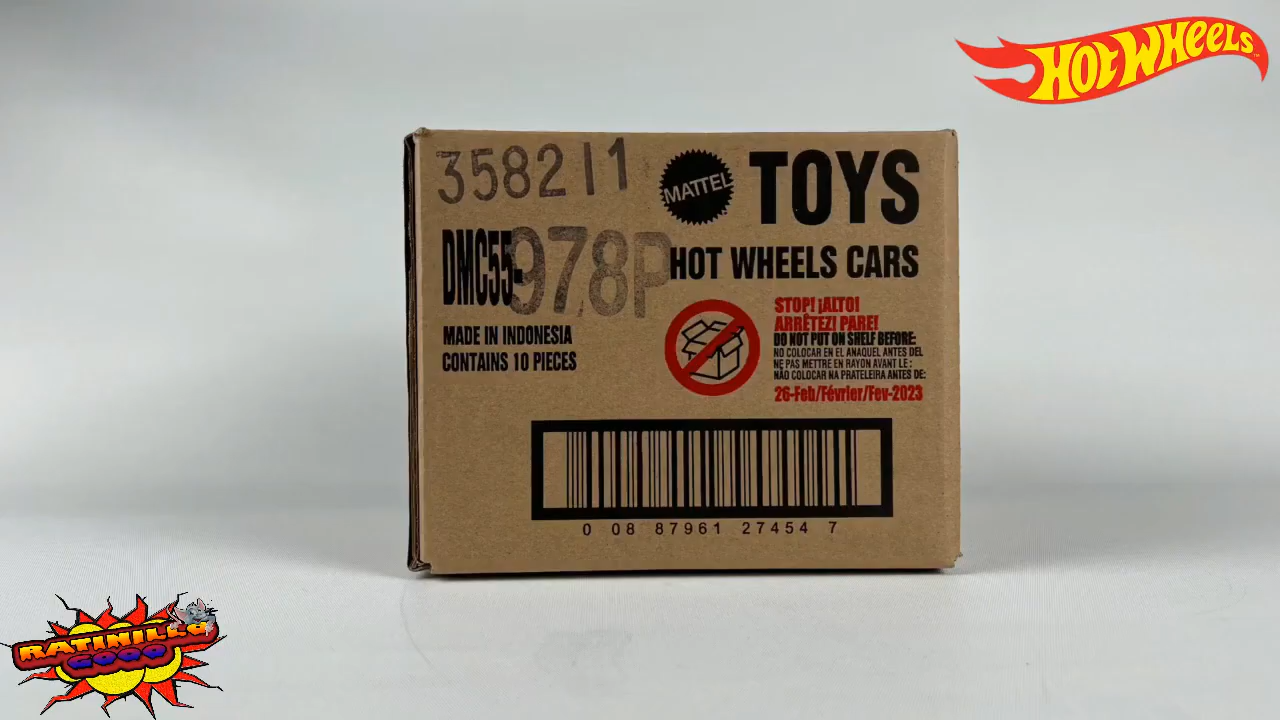 HOT WHEELS
358211
MATTEL TOYS
DMC55-978P
HOT WHEELS CARS
MADE IN INDONESIA
CONTAINS 10 PIECES
STOP! ¡ALTO!
ARRÊTEZ! PARE!
DO NOT PUT ON SHELF BEFORE:
NO COLOCAR EN EL ANAQUEL ANTES DEL
NE PAS METTRE EN RAYON AVANT LE :
NÃO COLOCAR NA PRATELEIRA ANTES DE:
26-Feb/Février/Fev-2023
0 08 87961 27454 7
RATINILLO